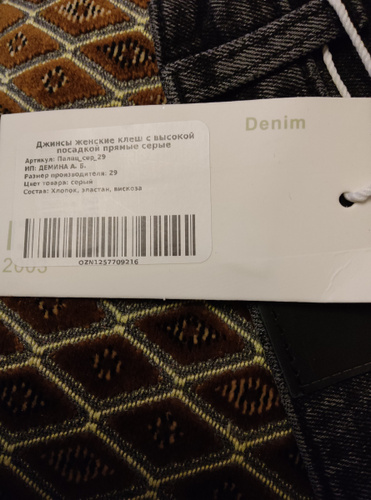 Denim
Джинсы женские клеш с высокой
посадкой прямые серые
Артикул: Палац_сер_29
ИП: ДЕМИНА А. Б.
Размер производителя: 29
Цвет товара: серый
Состав: Хлопок, эластан, вискоза
OZN1257709216
2005